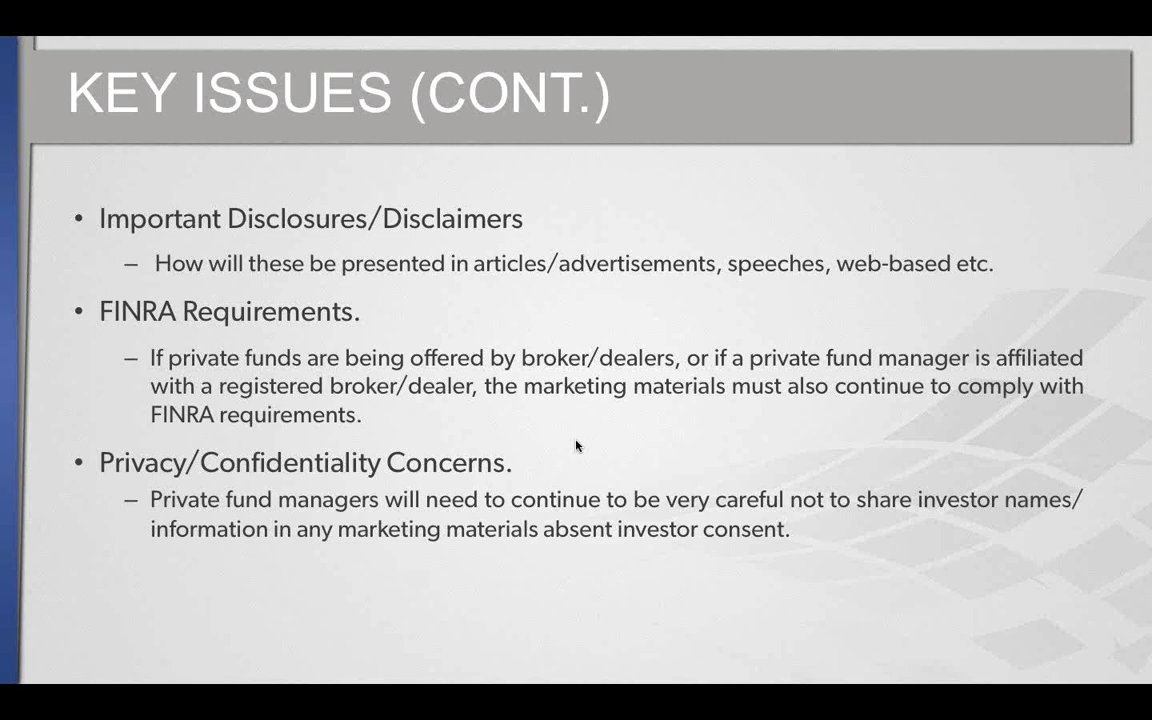 KEY ISSUES (CONT.)
• Important Disclosures/Disclaimers
– How will these be presented in articles/advertisements, speeches, web-based etc.
• FINRA Requirements.
– If private funds are being offered by broker/dealers, or if a private fund manager is affiliated
with a registered broker/dealer, the marketing materials must also continue to comply with
FINRA requirements.
• Privacy/Confidentiality Concerns.
– Private fund managers will need to continue to be very careful not to share investor names/
information in any marketing materials absent investor consent.